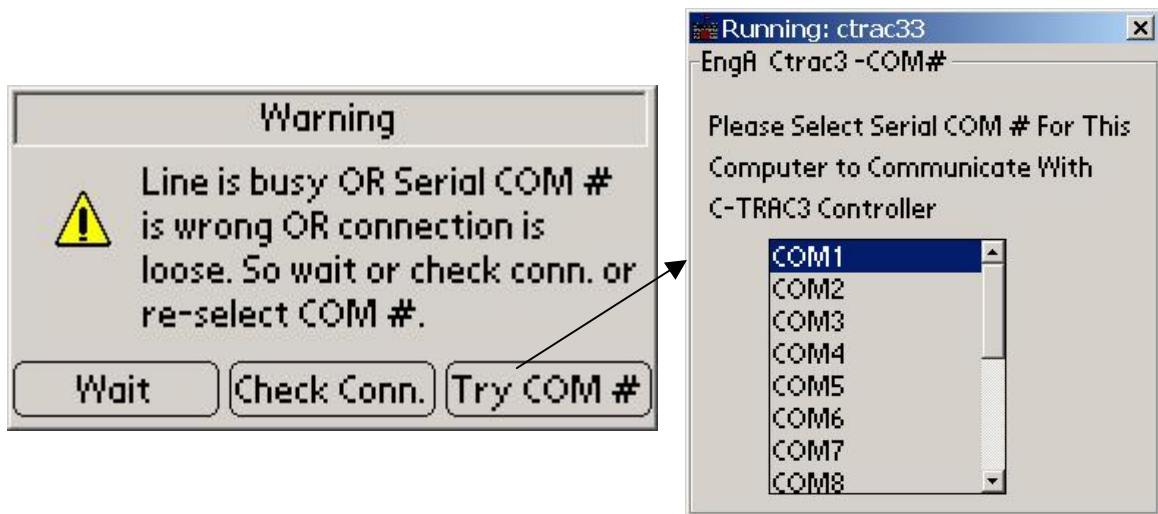 Warning
Line is busy OR Serial COM #
is wrong OR connection is
loose. So wait or check conn. or
re-select COM #.
Wait
Check Conn.
Try COM #
Running: ctrac33
EngA Ctrac3 -COM#
Please Select Serial COM # For This
Computer to Communicate With
C-TRAC3 Controller
COM1
COM2
COM3
COM4
COM5
COM6
COM7
COM8